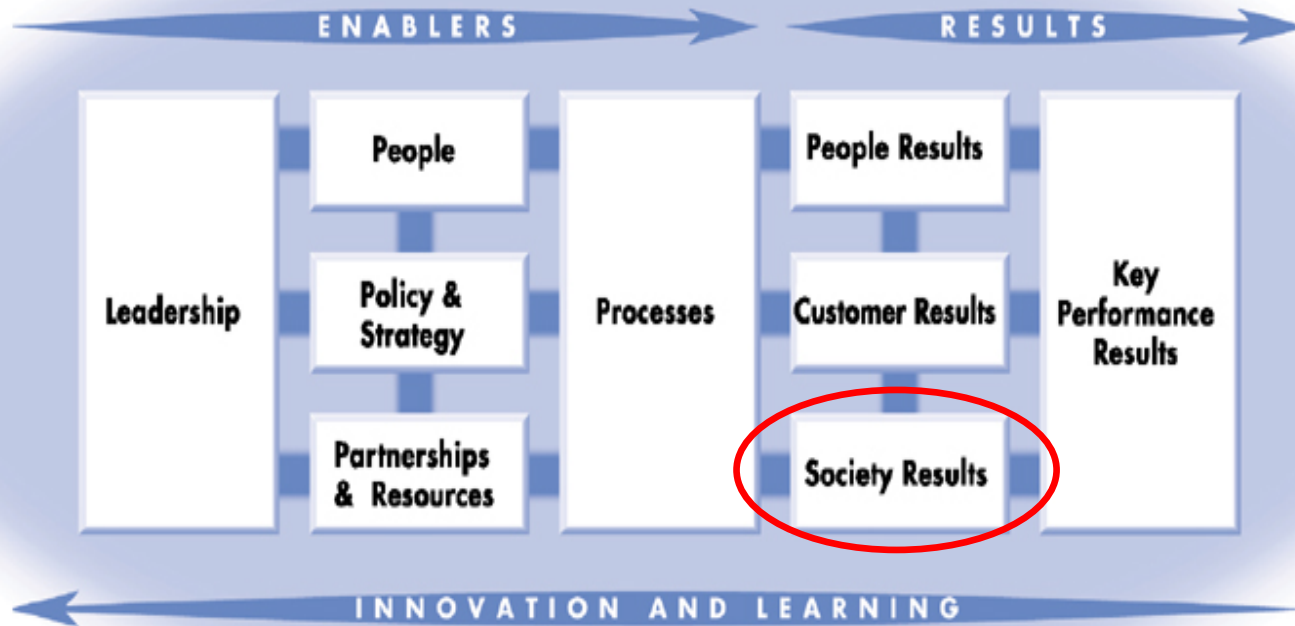 ENABLERS
RESULTS
People
People Results
Leadership
Policy &
Strategy
Processes
Customer Results
Key
Performance
Results
Partnerships
& Resources
Society Results
INNOVATION AND LEARNING